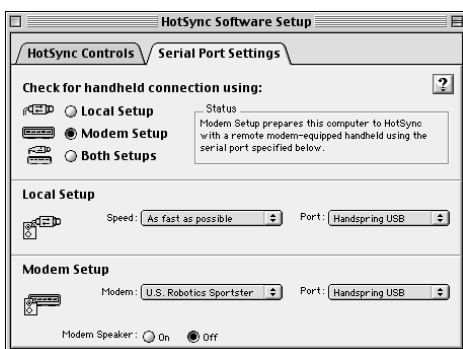 HotSync Software Setup
HotSync Controls
Serial Port Settings
Check for handheld connection using:
?
Local Setup
Modem Setup
Both Setups
Status
Modem Setup prepares this computer to HotSync
with a remote modem-equipped handheld using the
serial port specified below.
Local Setup
Speed: As fast as possible
Port: Handspring USB
Modem Setup
Modem: U.S. Robotics Sportster
Port: Handspring USB
Modem Speaker: On Off